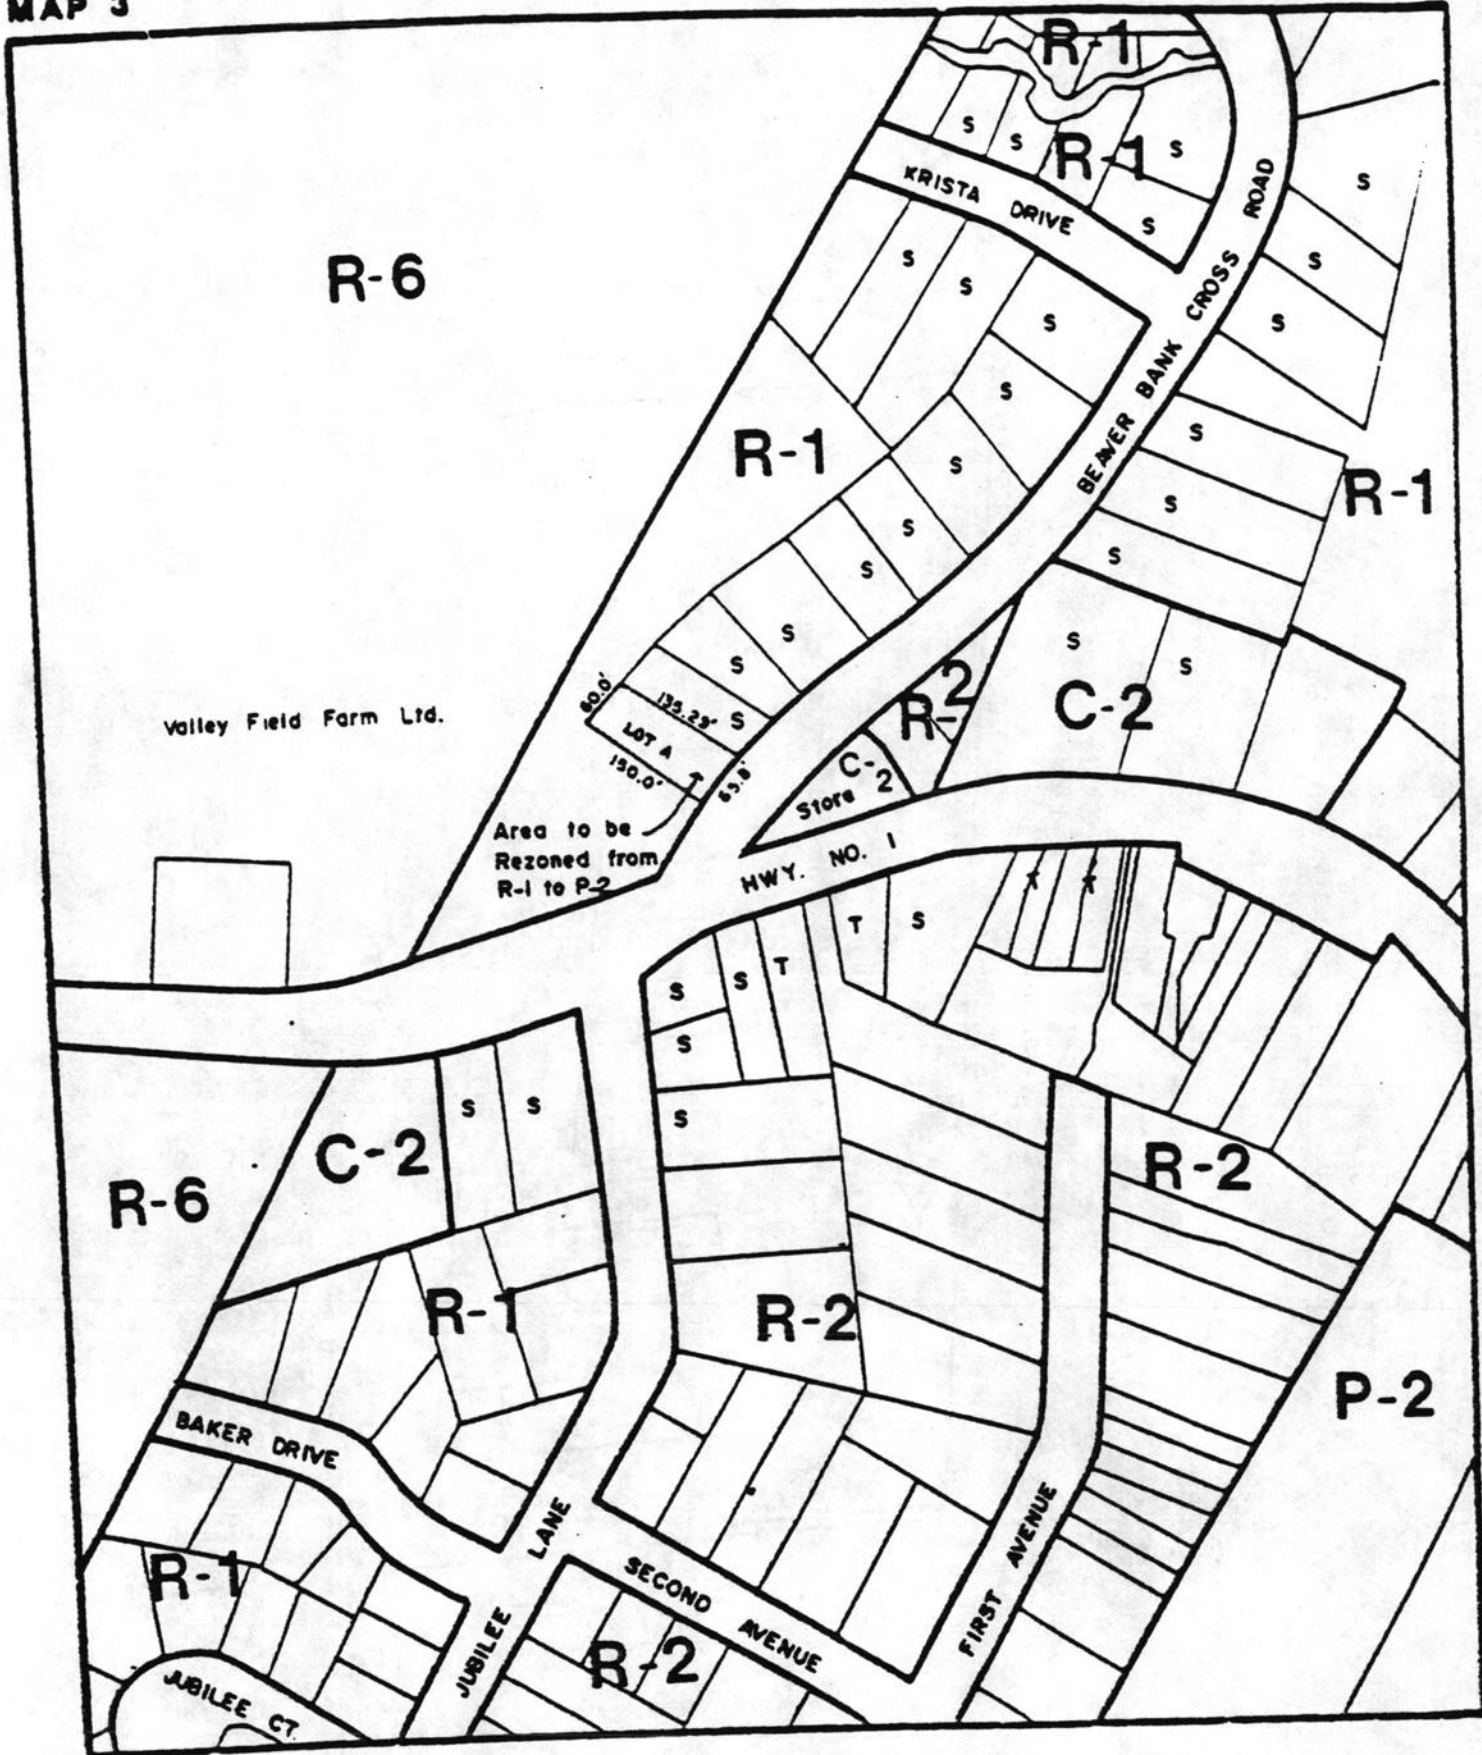 MAP 3
R-1
S
S
R-1
S
S
KRISTA DRIVE
BEAVER BANK CROSS ROAD
S
S
S
R-6
S
S
S
S
R-1
S
S
S
S
S
S
S
R-1
S
S
S
S
S
C-2
R-2
60.0'
135.29'
LOT A
150.0'
63.8'
Valley Field Farm Ltd.
C-2
Store
Area to be
Rezoned from
R-1 to P-2
HWY. NO. 1
T
S
S
S
T
S
S
S
S
C-2
R-6
R-2
R-1
R-2
P-2
BAKER DRIVE
JUBILEE LANE
SECOND AVENUE
FIRST AVENUE
R-1
R-2
JUBILEE CT.